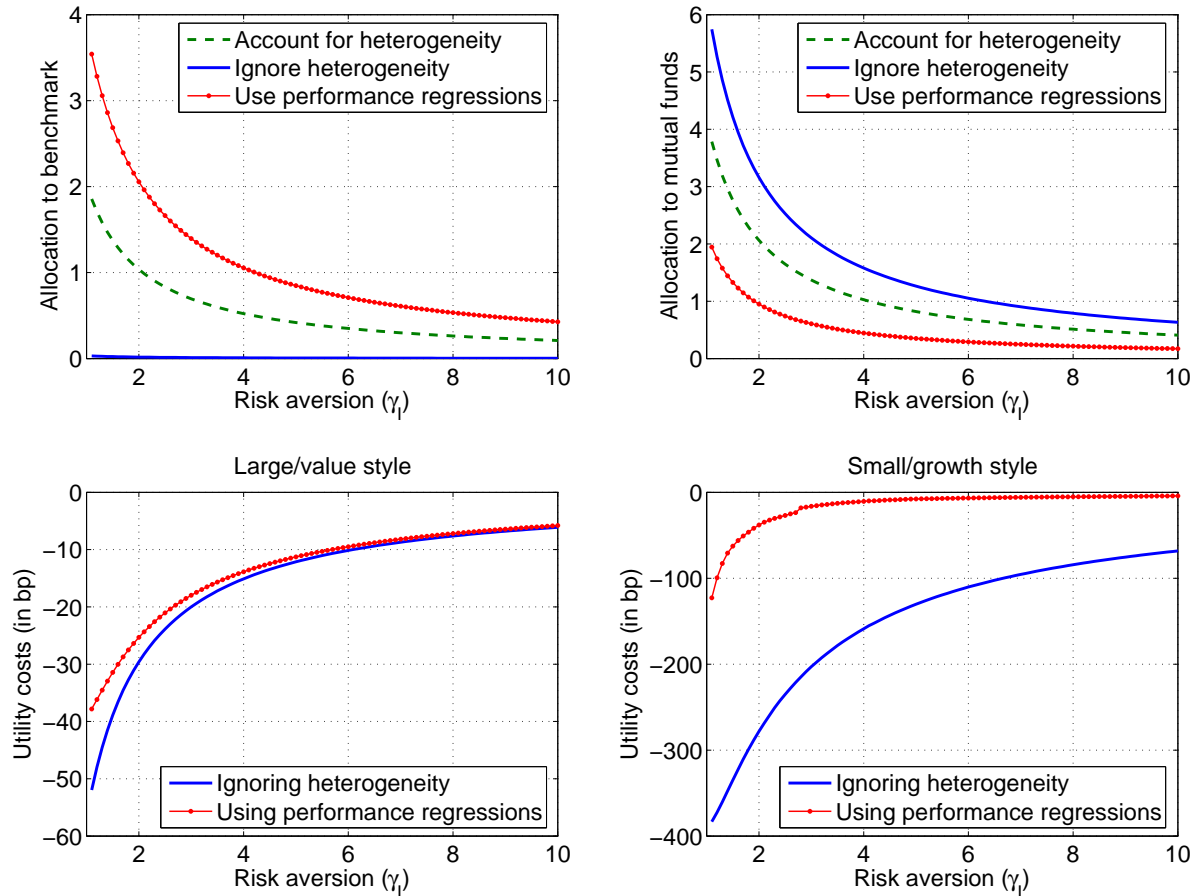 Allocation to benchmark
4
3
2
1
0
2 4 6 8 10
Risk aversion (γI)
Account for heterogeneity
Ignore heterogeneity
Use performance regressions
Allocation to mutual funds
6
5
4
3
2
1
0
2 4 6 8 10
Risk aversion (γI)
Account for heterogeneity
Ignore heterogeneity
Use performance regressions
Large/value style
Utility costs (in bp)
0
−10
−20
−30
−40
−50
−60
2 4 6 8 10
Risk aversion (γI)
Ignoring heterogeneity
Using performance regressions
Small/growth style
Utility costs (in bp)
0
−100
−200
−300
−400
2 4 6 8 10
Risk aversion (γI)
Ignoring heterogeneity
Using performance regressions